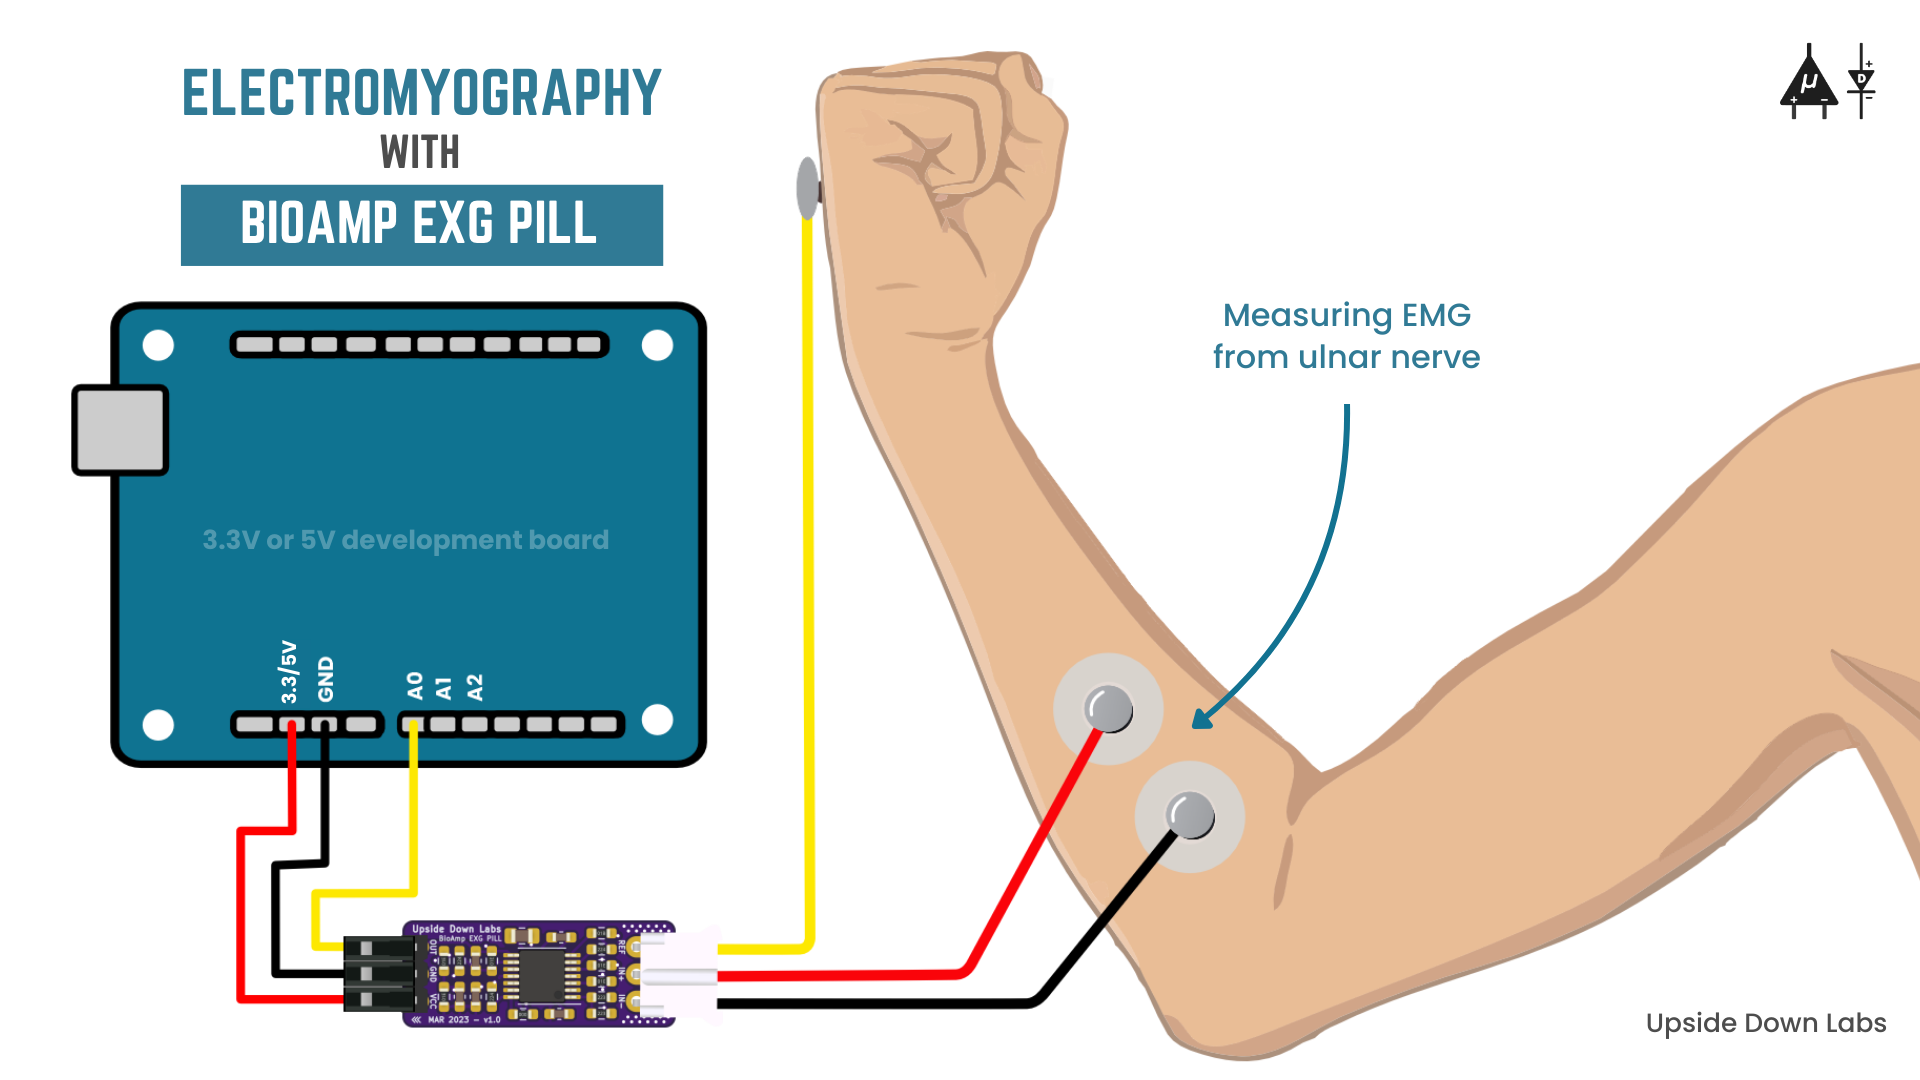 ELECTROMYOGRAPHY
WITH
BIOAMP EXG PILL
µ
+ −
+
D
−
Measuring EMG
from ulnar nerve
3.3V or 5V development board
3.3/5V
GND
A0
A1
A2
Upside Down Labs
BioAmp EXG PILL
OUT
GND
VCC
REF
IN+
IN-
MAR 2023 - v1.0
Upside Down Labs